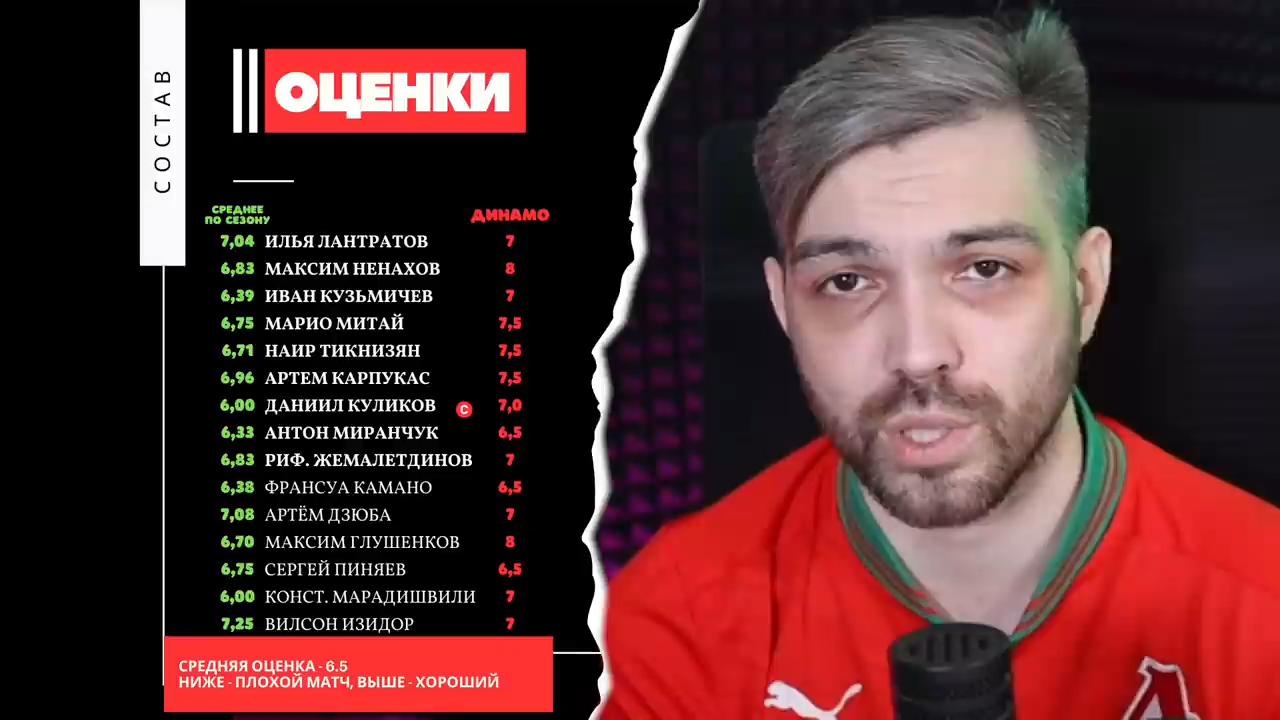 СОСТАВ
ОЦЕНКИ
СРЕДНЕЕ
ПО СЕЗОНУ
ДИНАМО
7,04 ИЛЬЯ ЛАНТРАТОВ 7
6,83 МАКСИМ НЕНАХОВ 8
6,39 ИВАН КУЗЬМИЧЕВ 7
6,75 МАРИО МИТАЙ 7,5
6,71 НАИР ТИКНИЗЯН 7,5
6,96 АРТЕМ КАРПУКАС 7,5
6,00 ДАНИИЛ КУЛИКОВ C 7,0
6,33 АНТОН МИРАНЧУК 6,5
6,83 РИФ. ЖЕМАЛЕТДИНОВ 7
6,38 ФРАНСУА КАМАНО 6,5
7,08 АРТЁМ ДЗЮБА 7
6,70 МАКСИМ ГЛУШЕНКОВ 8
6,75 СЕРГЕЙ ПИНЯЕВ 6,5
6,00 КОНСТ. МАРАДИШВИЛИ 7
7,25 ВИЛСОН ИЗИДОР 7
СРЕДНЯЯ ОЦЕНКА - 6.5
НИЖЕ - ПЛОХОЙ МАТЧ, ВЫШЕ - ХОРОШИЙ